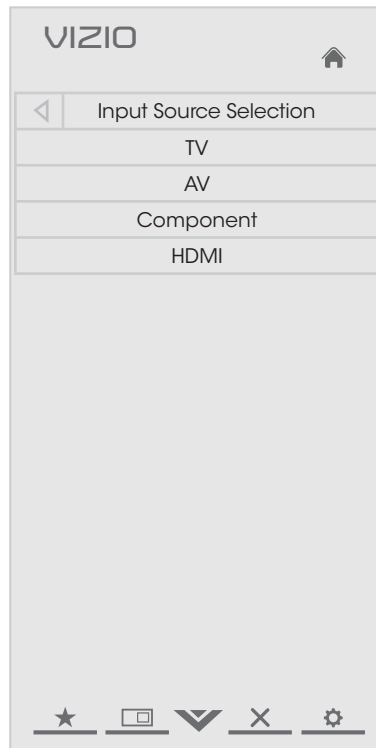 VIZIO
Input Source Selection
TV
AV
Component
HDMI